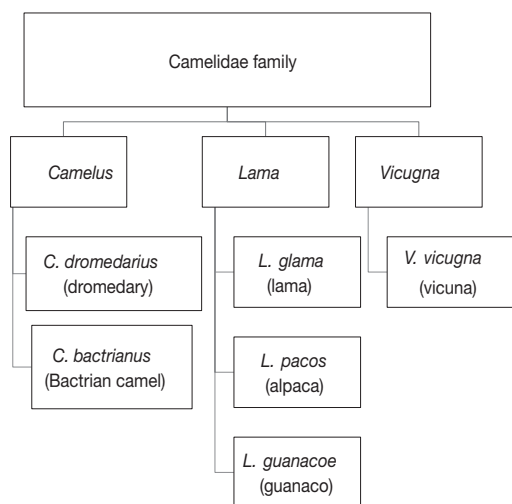 Camelidae family
Camelus
Lama
Vicugna
C. dromedarius
(dromedary)
L. glama
(lama)
V. vicugna
(vicuna)
C. bactrianus
(Bactrian camel)
L. pacos
(alpaca)
L. guanacoe
(guanaco)